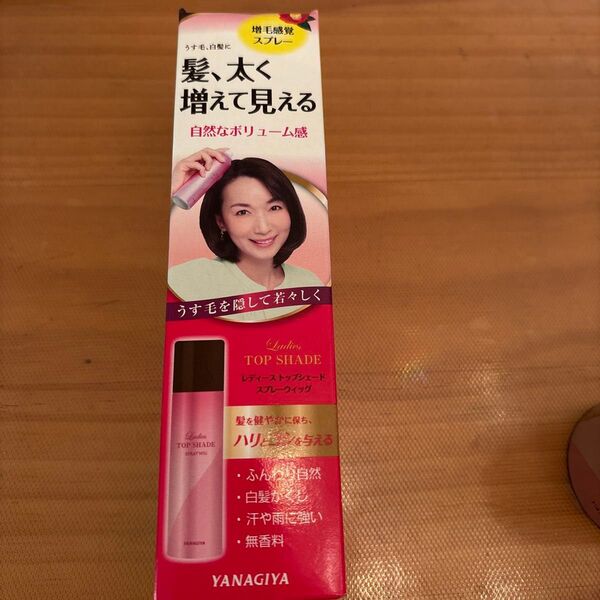 増毛感覚
スプレー
うす毛、白髪に
髪、太く
増えて見える
自然なボリューム感
うす毛を隠して若々しく
Ladies
TOP SHADE
レディース トップシェード
スプレーウィッグ
髪を健やかに保ち、
ハリとコシを与える
・ふんわり自然
・白髪かくし
・汗や雨に強い
・無香料
Ladies
TOP SHADE
SPRAY WIG
YANAGIYA
YANAGIYA